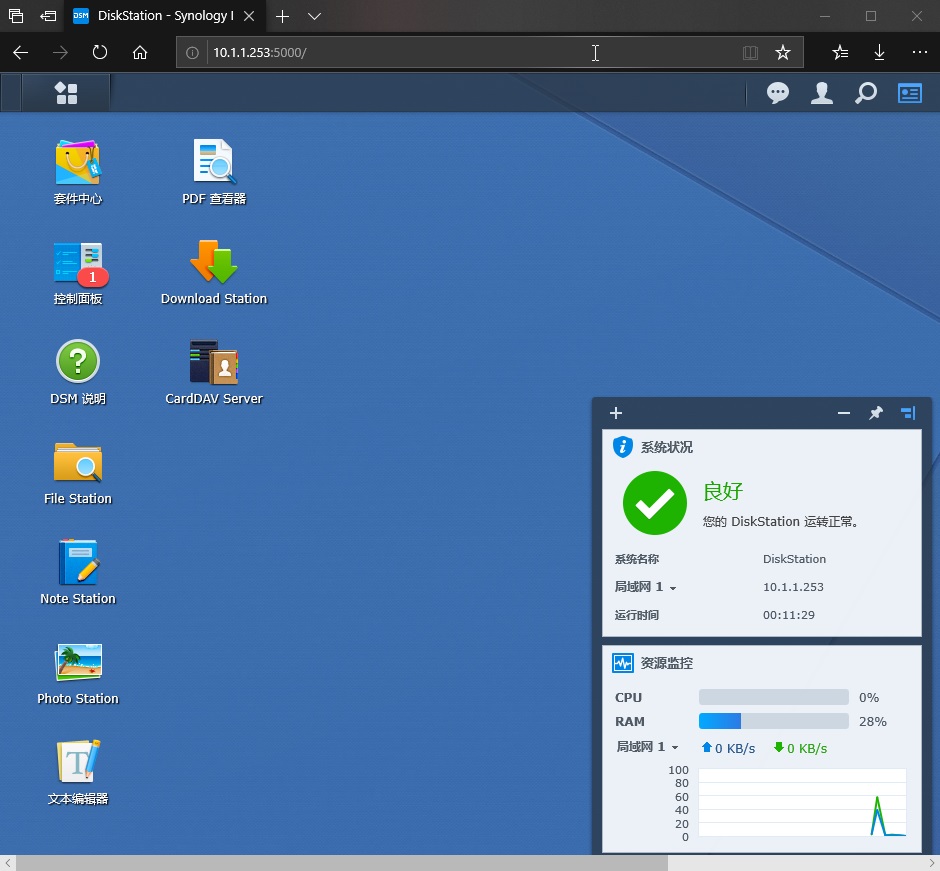 DSM
DiskStation - Synology
10.1.1.253:5000/
套件中心
PDF 查看器
1
控制面板
Download Station
?
DSM 说明
CardDAV Server
File Station
Note Station
Photo Station
T
文本编辑器
系统状况
良好
您的 DiskStation 运转正常。
系统名称 DiskStation
局域网 1 10.1.1.253
运行时间 00:11:29
资源监控
CPU 0%
RAM 28%
局域网 1 0 KB/s 0 KB/s
100
80
60
40
20
0